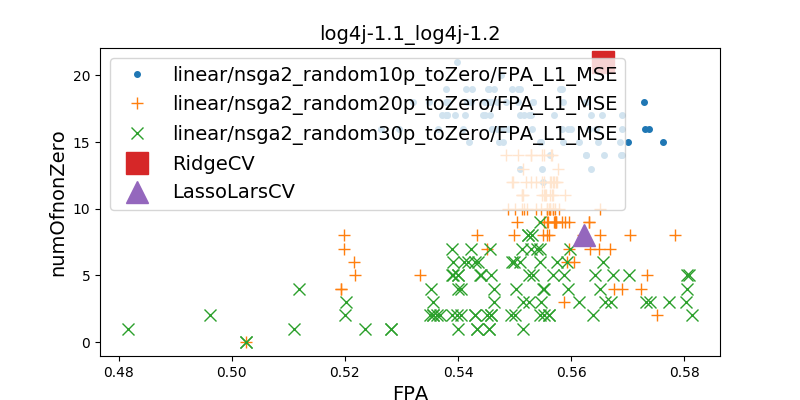 log4j-1.1_log4j-1.2
linear/nsga2_random10p_toZero/FPA_L1_MSE
linear/nsga2_random20p_toZero/FPA_L1_MSE
linear/nsga2_random30p_toZero/FPA_L1_MSE
RidgeCV
LassoLarsCV
numOfnonZero
20
15
10
5
0
0.48 0.50 0.52 0.54 0.56 0.58
FPA